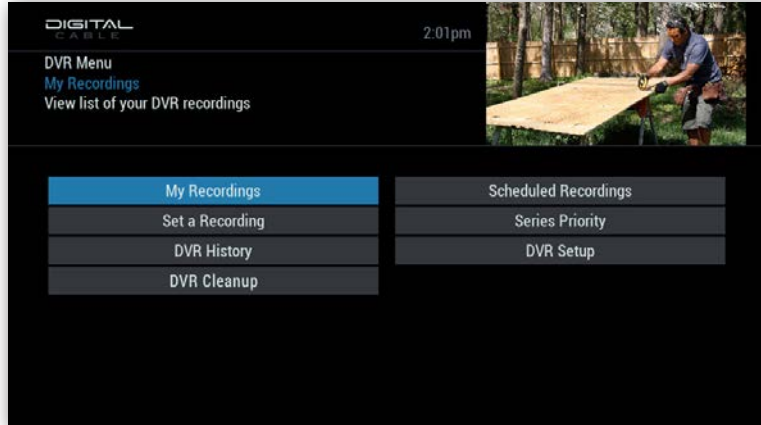 DIGITAL
CABLE
2:01pm
DVR Menu
My Recordings
View list of your DVR recordings
My Recordings
Scheduled Recordings
Set a Recording
Series Priority
DVR History
DVR Setup
DVR Cleanup